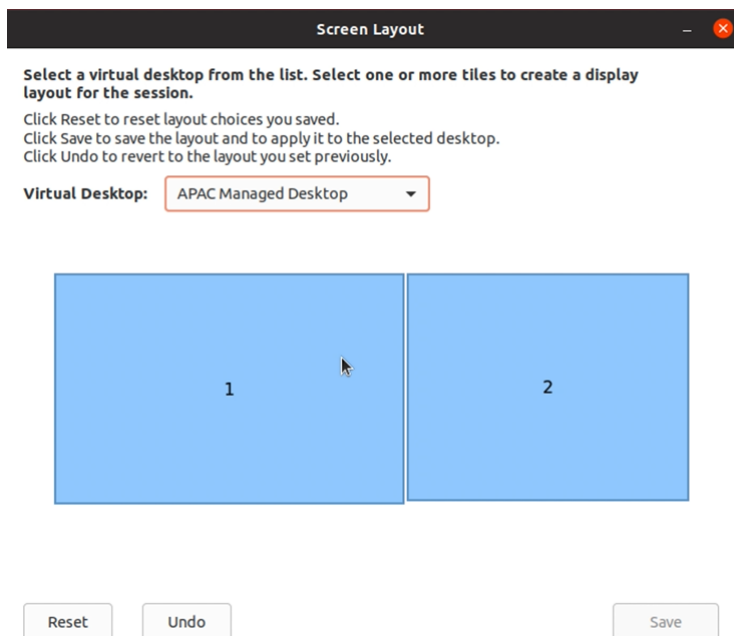 Screen Layout
Select a virtual desktop from the list. Select one or more tiles to create a display
layout for the session.
Click Reset to reset layout choices you saved.
Click Save to save the layout and to apply it to the selected desktop.
Click Undo to revert to the layout you set previously.
Virtual Desktop: APAC Managed Desktop
1 2
Reset Undo Save